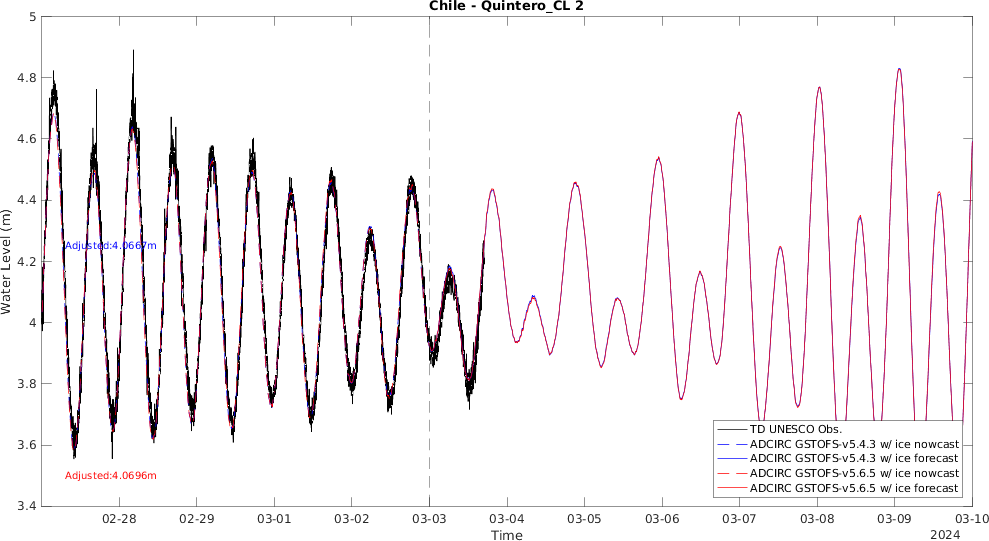 Chile - Quintero_CL 2
5
4.8
4.6
4.4
4.2
4
3.8
3.6
3.4
Water Level (m)
Adjusted:4.0667m
Adjusted:4.0696m
TD UNESCO Obs.
ADCIRC GSTOFS-v5.4.3 w/ ice nowcast
ADCIRC GSTOFS-v5.4.3 w/ ice forecast
ADCIRC GSTOFS-v5.6.5 w/ ice nowcast
ADCIRC GSTOFS-v5.6.5 w/ ice forecast
02-28 02-29 03-01 03-02 03-03 03-04 03-05 03-06 03-07 03-08 03-09 03-10
Time
2024